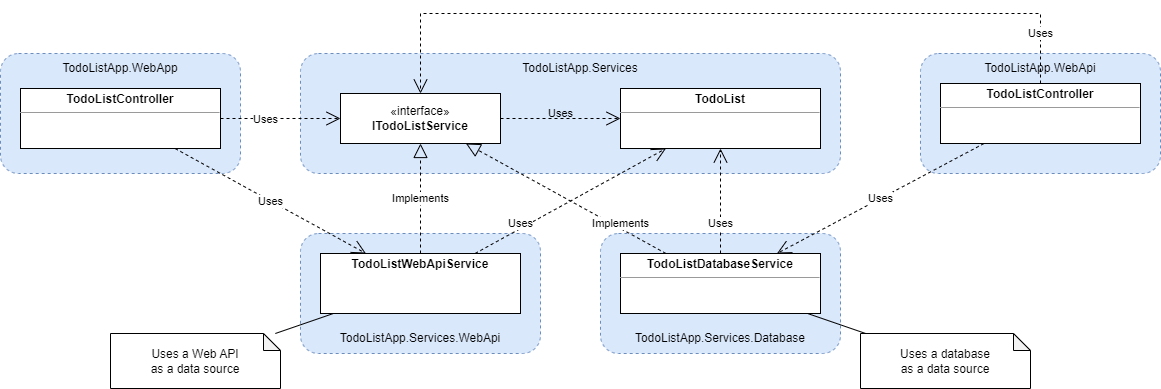 Uses
TodoListApp.WebApp
TodoListController
TodoListApp.Services
«interface»
ITodoListService
TodoList
TodoListApp.WebApi
TodoListController
Uses
Uses
Uses
Implements
Uses
Implements
Uses
Uses
TodoListWebApiService
TodoListApp.Services.WebApi
TodoListDatabaseService
TodoListApp.Services.Database
Uses a Web API
as a data source
Uses a database
as a data source